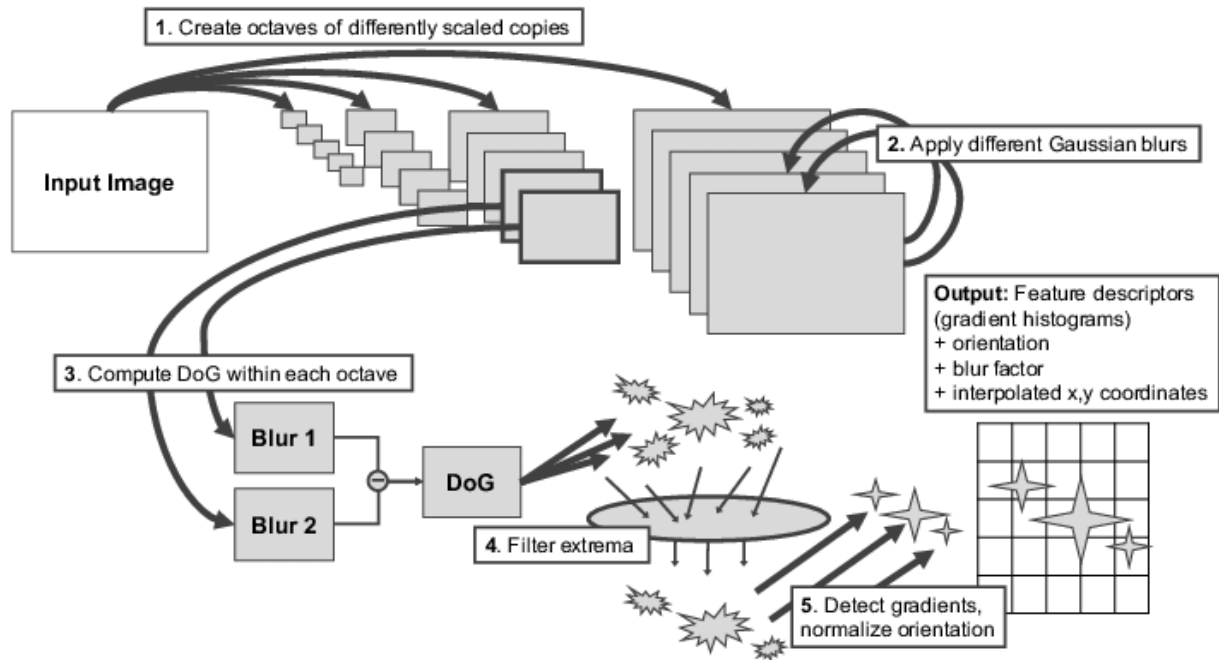 1. Create octaves of differently scaled copies
Input Image
2. Apply different Gaussian blurs
Output: Feature descriptors
(gradient histograms)
+ orientation
+ blur factor
+ interpolated x,y coordinates
3. Compute DoG within each octave
Blur 1
Blur 2
DoG
4. Filter extrema
5. Detect gradients,
normalize orientation